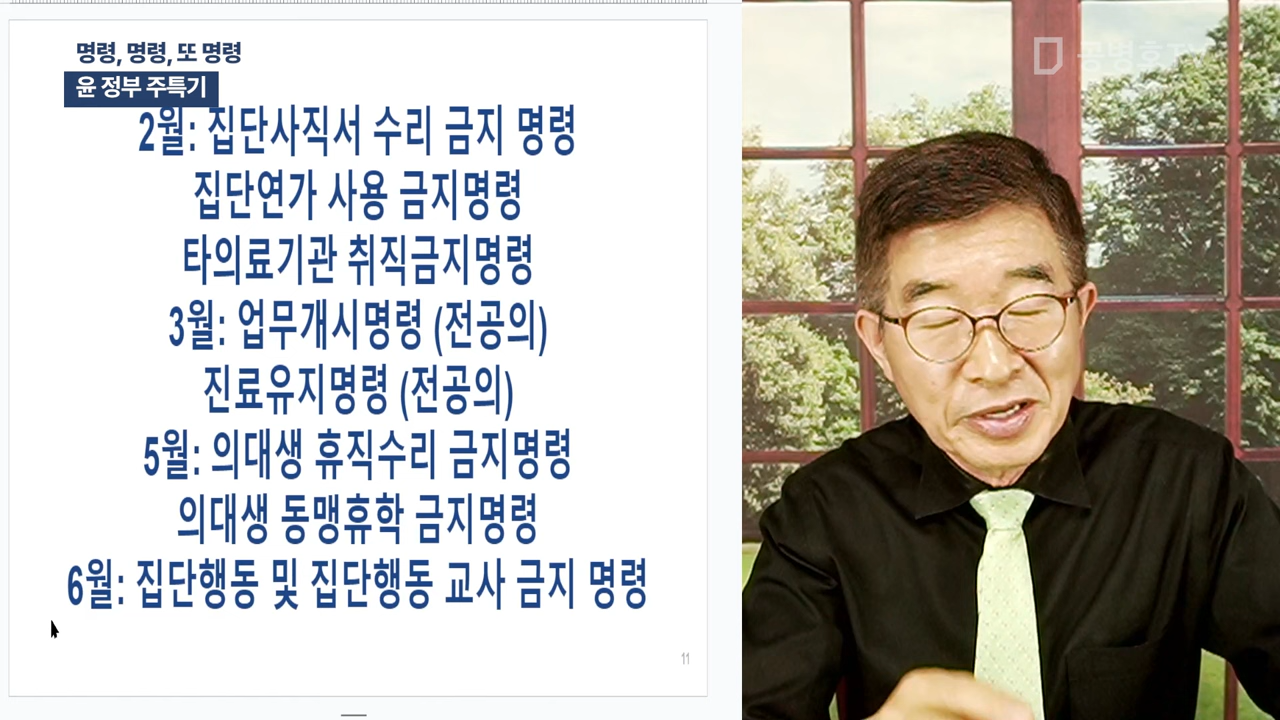 명령, 명령, 또 명령
윤 정부 주특기
2월: 집단사직서 수리 금지 명령
집단연가 사용 금지명령
타의료기관 취직금지명령
3월: 업무개시명령 (전공의)
진료유지명령 (전공의)
5월: 의대생 휴직수리 금지명령
의대생 동맹휴학 금지명령
6월: 집단행동 및 집단행동 교사 금지 명령
11